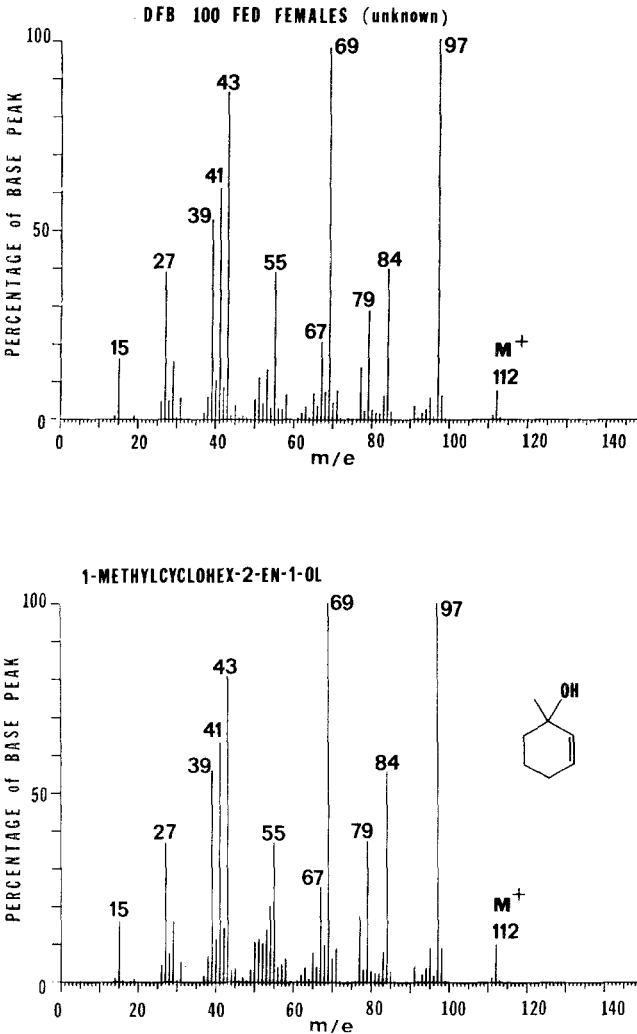 DFB 100 FED FEMALES (unknown)
PERCENTAGE of BASE PEAK
100
50
0
15
27
39
41
43
55
67
69
79
84
97
M+
112
0 20 40 60 80 100 120 140
m/e
1-METHYLCYCLOHEX-2-EN-1-OL
PERCENTAGE of BASE PEAK
100
50
0
15
27
39
41
43
55
67
69
79
84
97
OH
M+
112
0 20 40 60 80 100 120 140
m/e